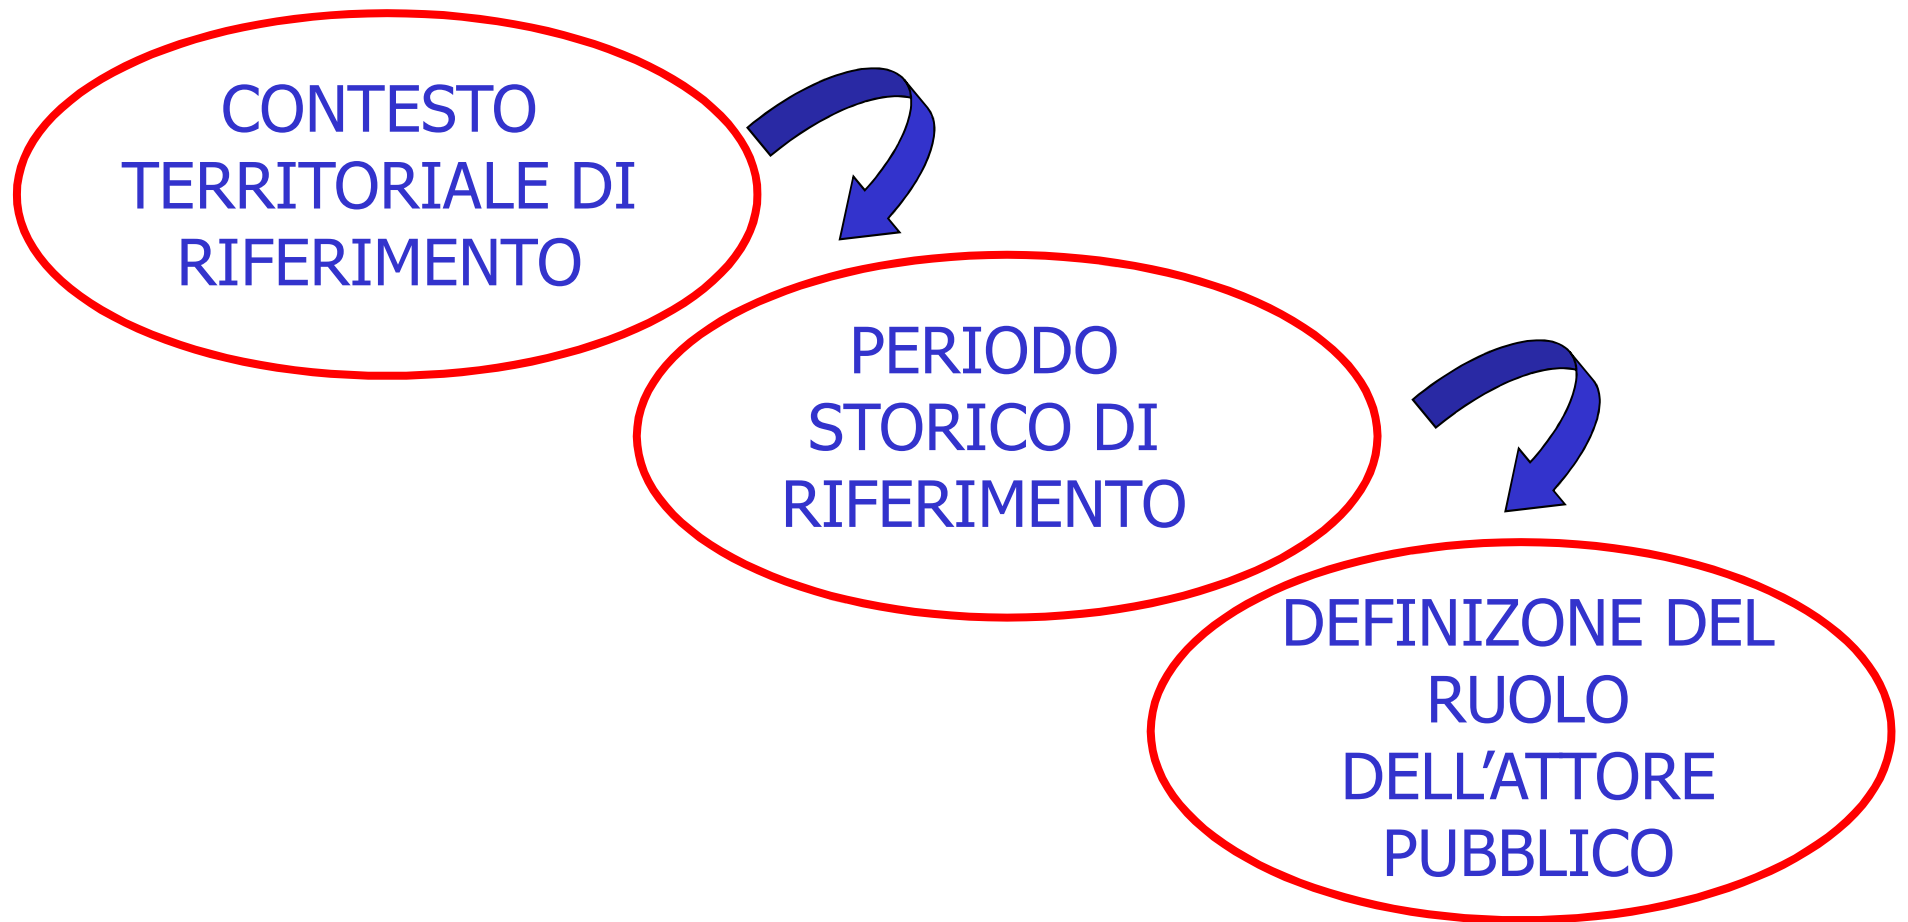 CONTESTO
TERRITORIALE DI
RIFERIMENTO
PERIODO
STORICO DI
RIFERIMENTO
DEFINIZONE DEL
RUOLO
DELL’ATTORE
PUBBLICO